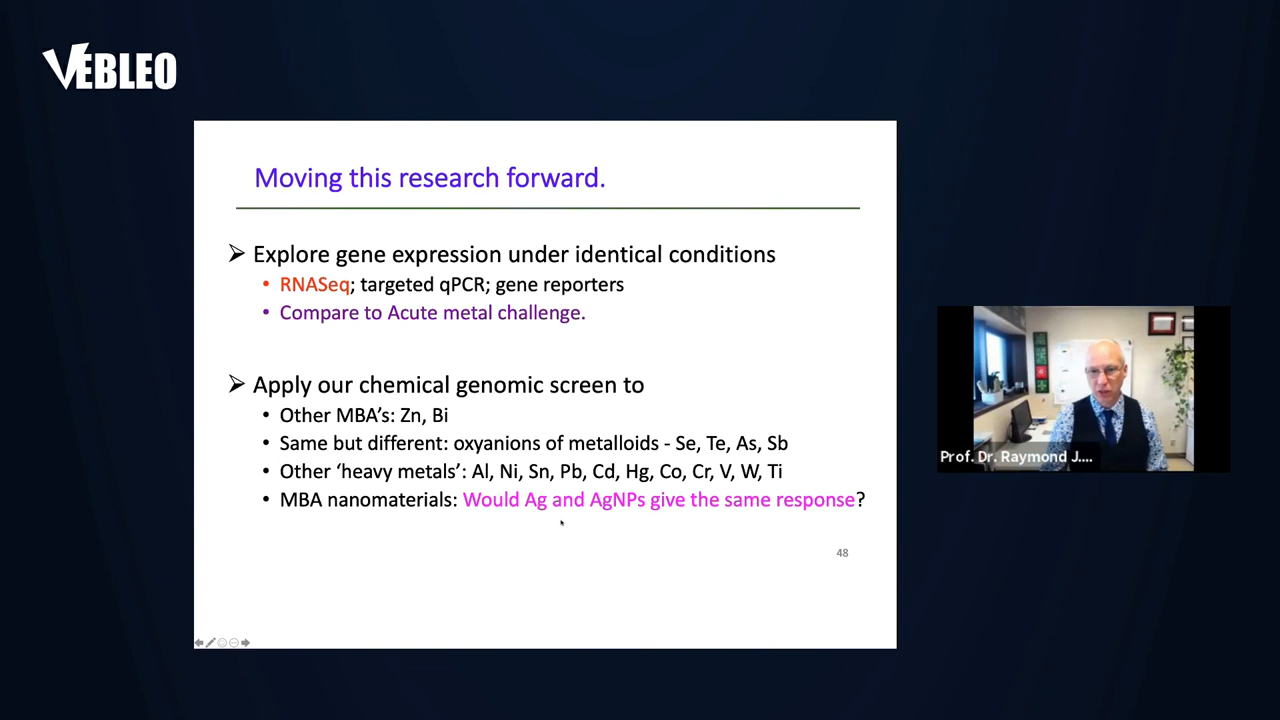 VEBLEO
Moving this research forward.
➢ Explore gene expression under identical conditions
• RNASeq; targeted qPCR; gene reporters
• Compare to Acute metal challenge.
➢ Apply our chemical genomic screen to
• Other MBA’s: Zn, Bi
• Same but different: oxyanions of metalloids - Se, Te, As, Sb
• Other ‘heavy metals’: Al, Ni, Sn, Pb, Cd, Hg, Co, Cr, V, W, Ti
• MBA nanomaterials: Would Ag and AgNPs give the same response?
48
Prof. Dr. Raymond J....